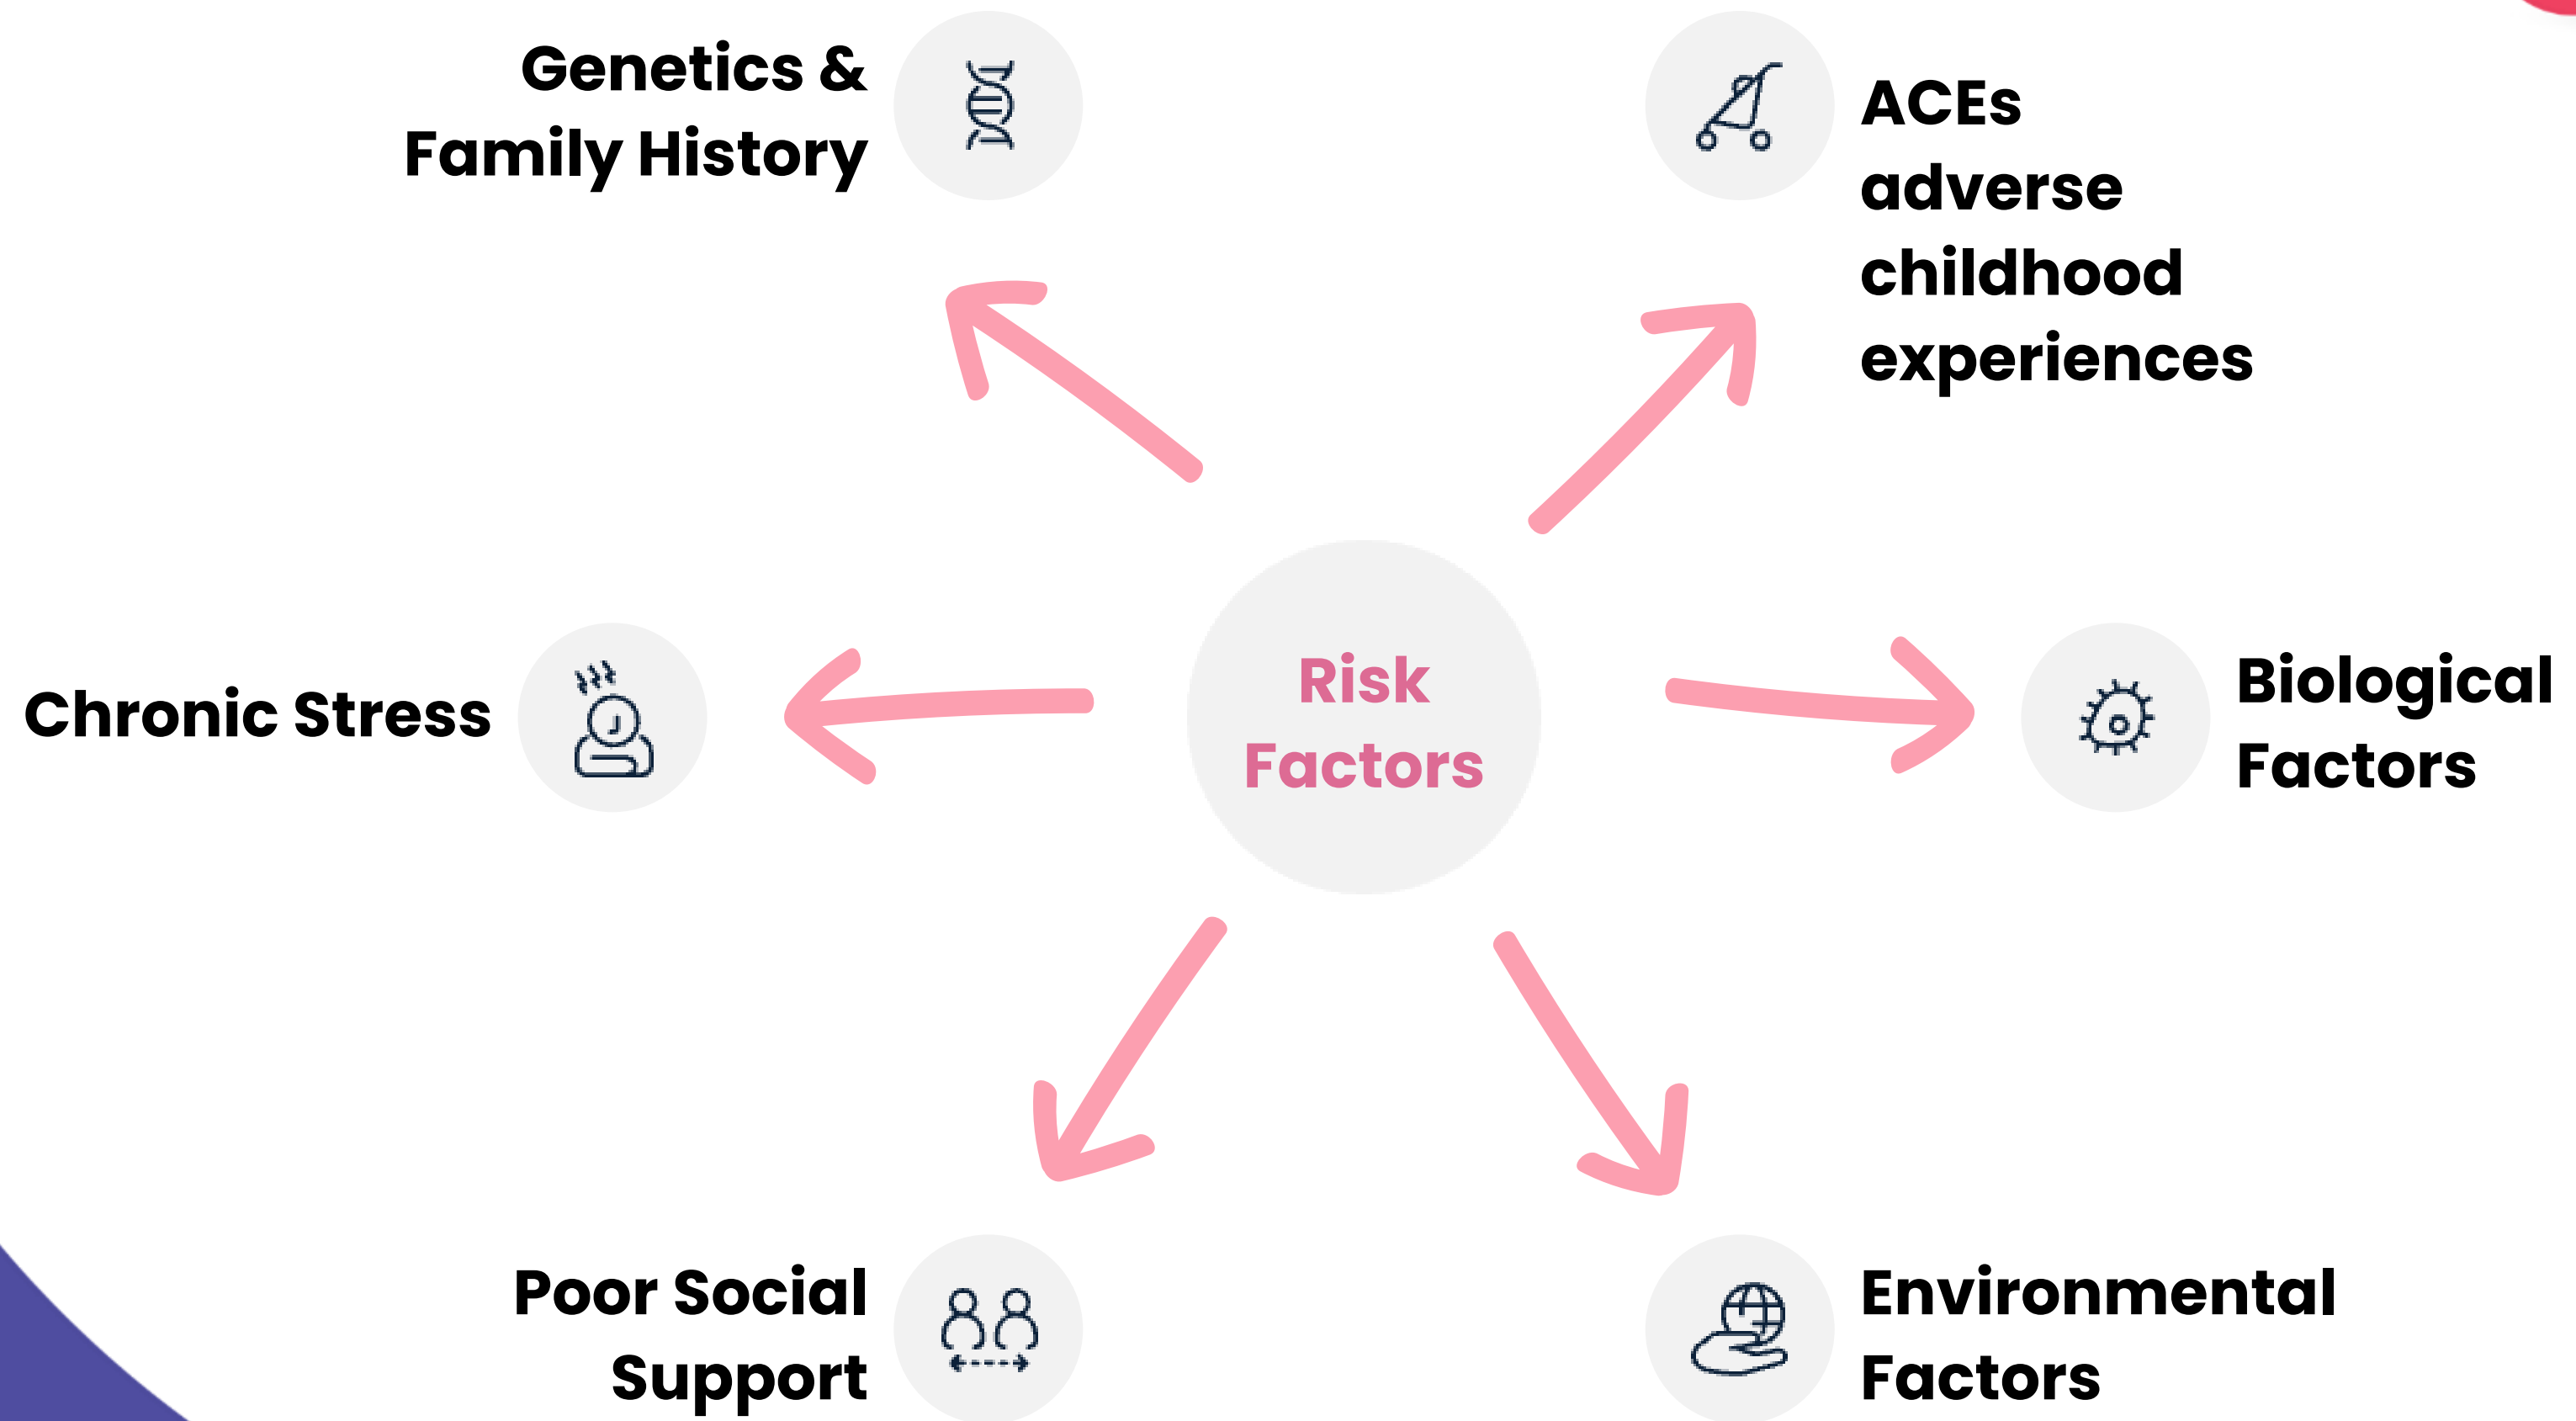 Genetics &
Family History
ACEs
adverse
childhood
experiences
Chronic Stress
Risk
Factors
Biological
Factors
Poor Social
Support
Environmental
Factors